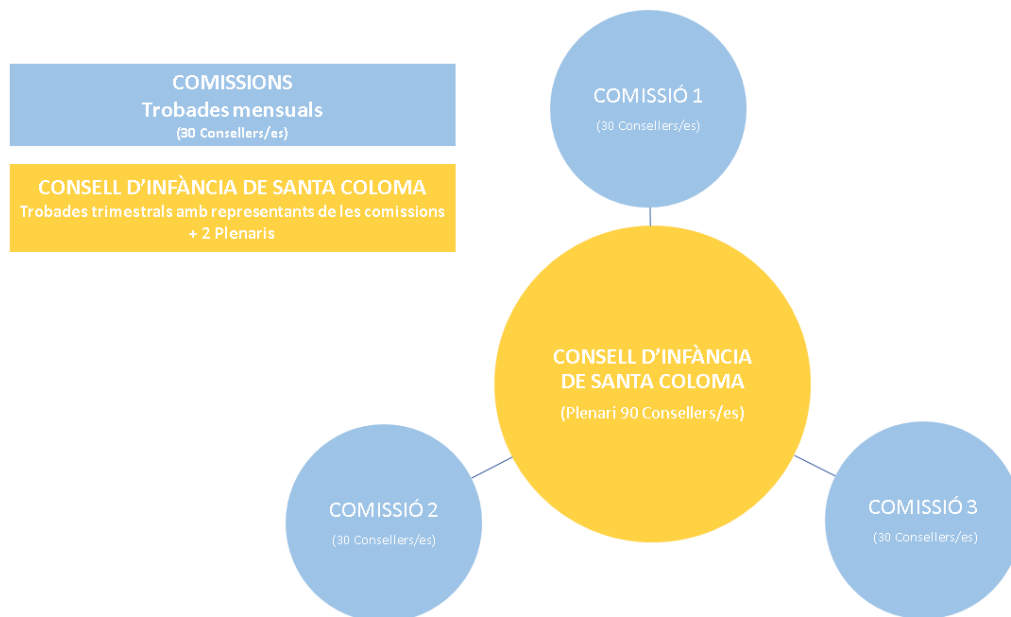 COMISSIONS
Trobades mensuals
(30 Consellers/es)
CONSELL D'INFÀNCIA DE SANTA COLOMA
Trobades trimestrals amb representants de les comissions
+ 2 Plenaris
COMISSIÓ 1
(30 Consellers/es)
CONSELL D'INFÀNCIA
DE SANTA COLOMA
(Plenari 90 Consellers/es)
COMISSIÓ 2
(30 Consellers/es)
COMISSIÓ 3
(30 Consellers/es)